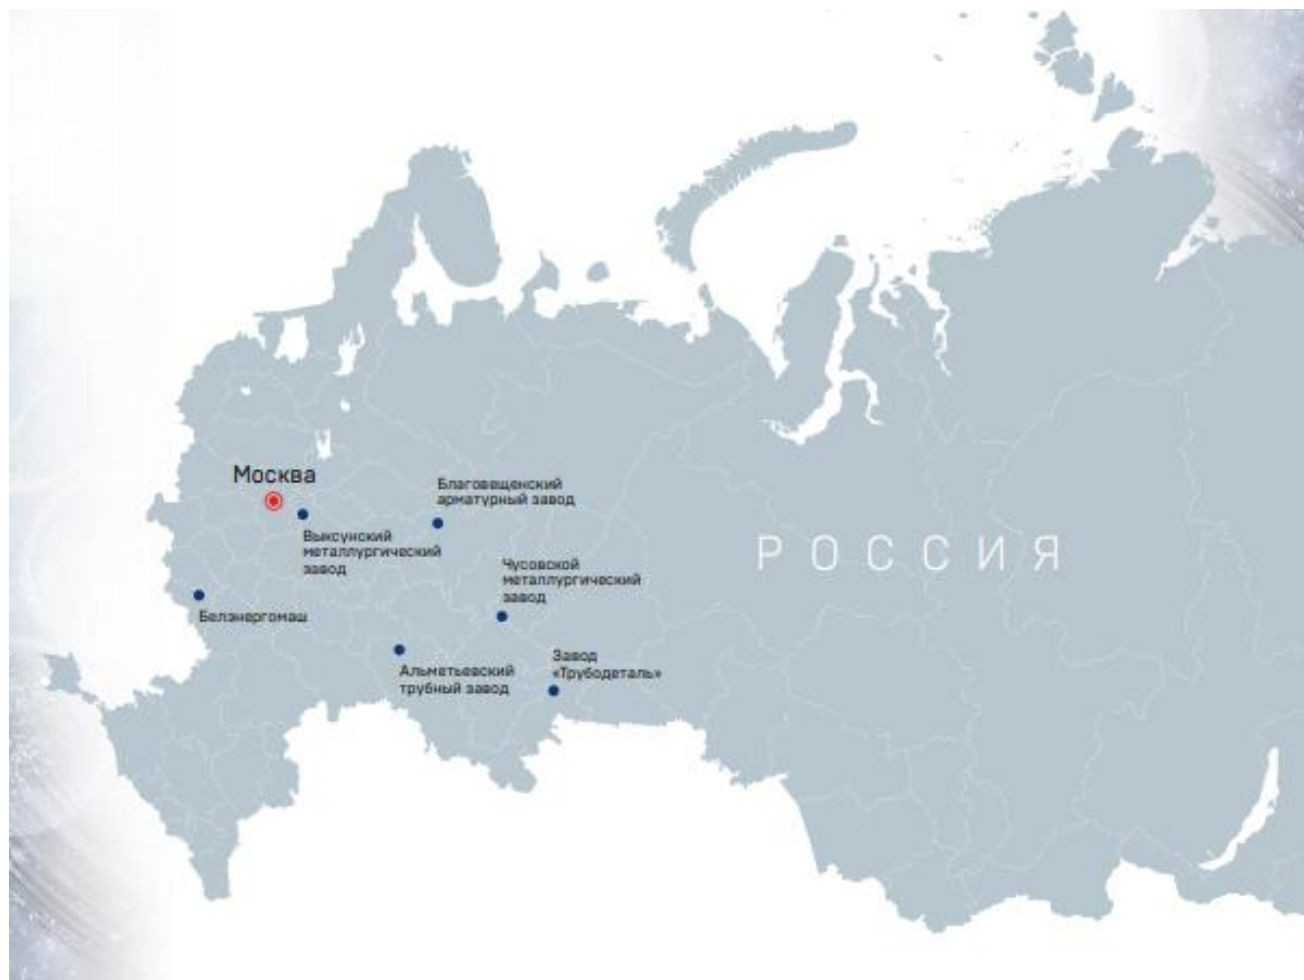 Москва
Благовещенский
арматурный завод
Выксунский
металлургический
завод
РОССИЯ
Чусовской
металлургический
завод
Белэнергомаш
Завод
«Трубодеталь»
Альметьевский
трубный завод